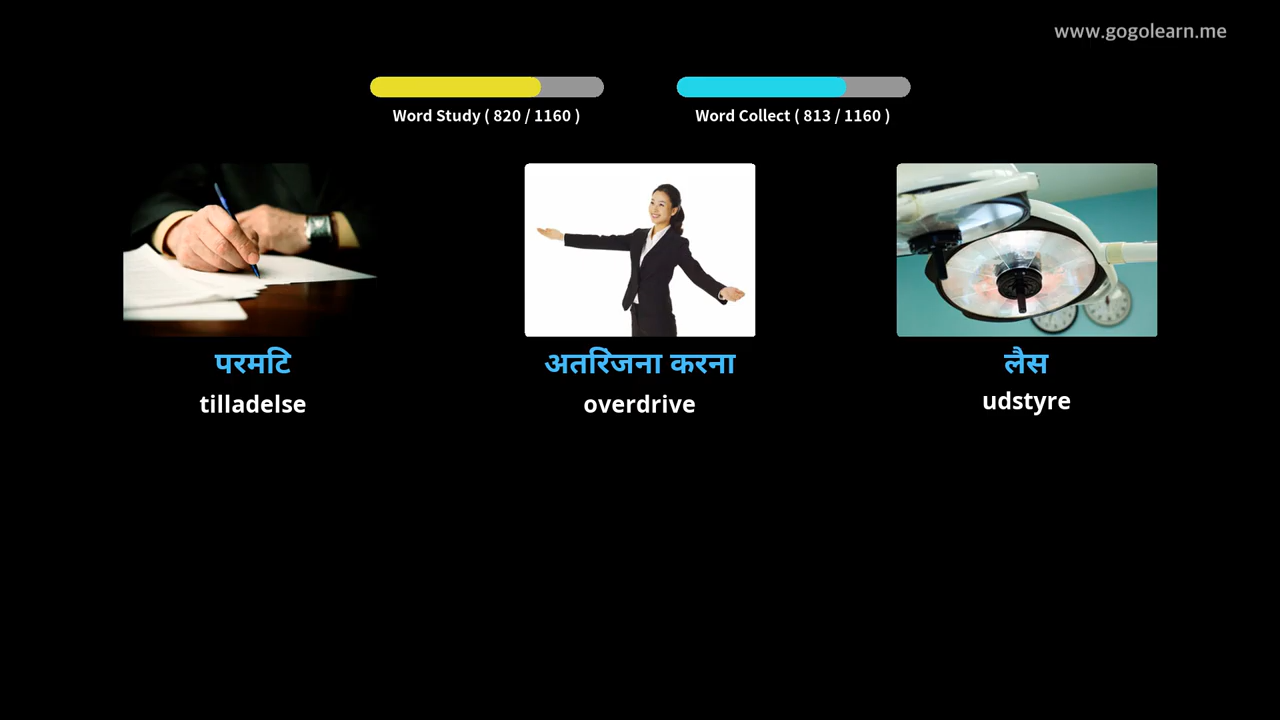 www.gogolearn.me
Word Study ( 820 / 1160 )
Word Collect ( 813 / 1160 )
परमिट
अतिरंजना करना
लैस
tilladelse
overdrive
udstyre